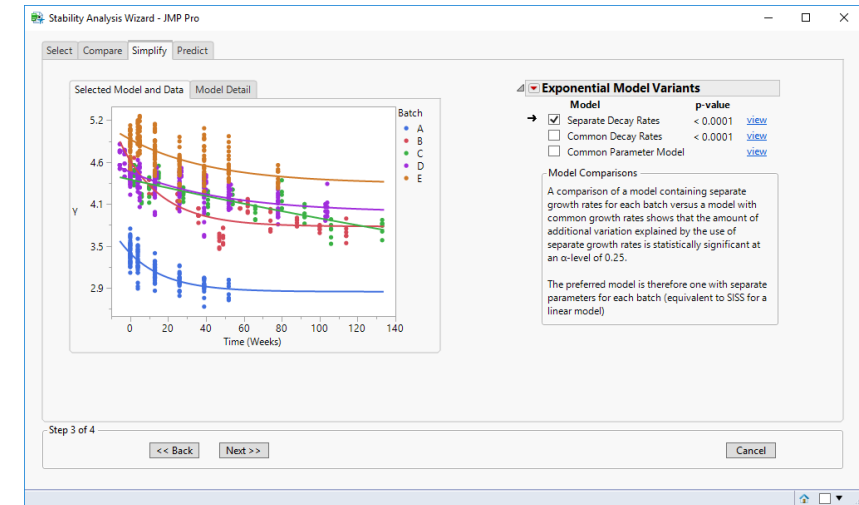 Stability Analysis Wizard - JMP Pro
Select Compare Simplify Predict
Selected Model and Data Model Detail
5.2
4.6
4.1
3.5
2.9
Y
0 20 40 60 80 100 120 140
Time (Weeks)
Batch
A
B
C
D
E
Exponential Model Variants
Model p-value
Separate Decay Rates < 0.0001 view
Common Decay Rates < 0.0001 view
Common Parameter Model view
Model Comparisons
A comparison of a model containing separate
growth rates for each batch versus a model with
common growth rates shows that the amount of
additional variation explained by the use of
separate growth rates is statistically significant at
an α-level of 0.25.
The preferred model is therefore one with separate
parameters for each batch (equivalent to SISS for a
linear model)
Step 3 of 4
<< Back Next >> Cancel